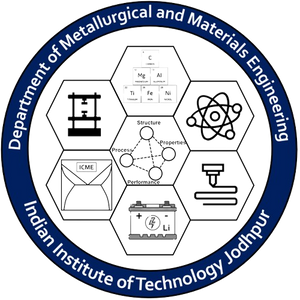 Department of Metallurgical and Materials Engineering
C
Mg Al
Ti Fe Ni
Structure
Process
Properties
Performance
ICME
+ -
Li
Indian Institute of Technology Jodhpur